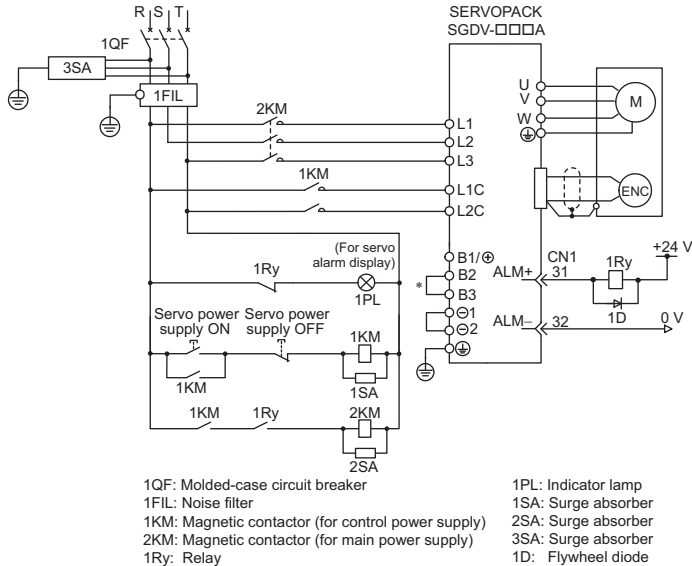 R S T
SERVOPACK
SGDV-□□□A
1QF
3SA
1FIL
2KM
U
V
W
M
L1
L2
L3
1KM
L1C
L2C
ENC
(For servo
alarm display)
1Ry
1PL
B1/⊕
B2
B3
*
⊖1
⊖2
ALM+
CN1
31
1Ry
+24 V
1D
ALM−
32
0 V
Servo power
supply ON
Servo power
supply OFF
1KM
1KM
1SA
1KM
1Ry
2KM
2SA
1QF: Molded-case circuit breaker
1FIL: Noise filter
1KM: Magnetic contactor (for control power supply)
2KM: Magnetic contactor (for main power supply)
1Ry: Relay
1PL: Indicator lamp
1SA: Surge absorber
2SA: Surge absorber
3SA: Surge absorber
1D: Flywheel diode